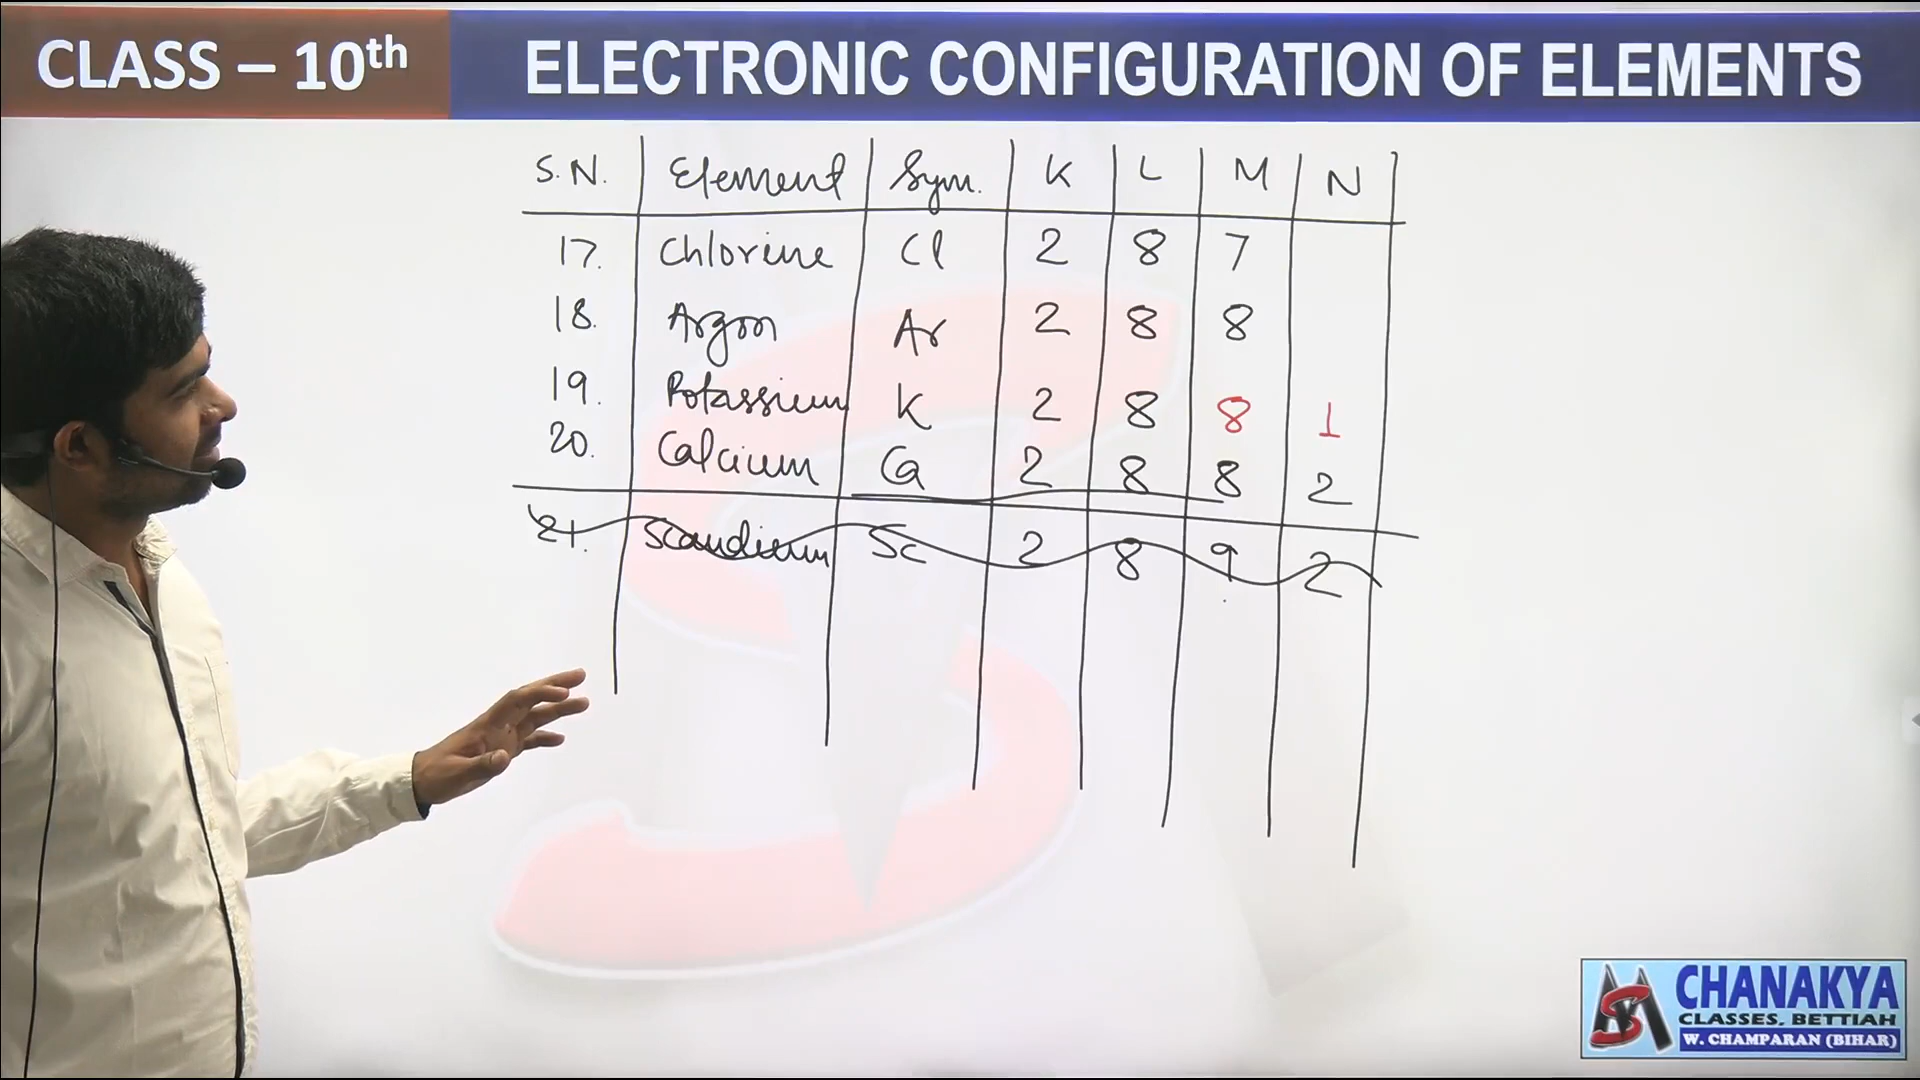 CLASS – 10th ELECTRONIC CONFIGURATION OF ELEMENTS
S.N. Element Sym. K L M N
17. Chlorine Cl 2 8 7
18. Argon Ar 2 8 8
19. Potassium K 2 8 8 1
20. Calcium Ca 2 8 8 2
21. Scandium Sc 2 8 9 2
CHANAKYA
CLASSES, BETTIAH
W. CHAMPARAN (BIHAR)